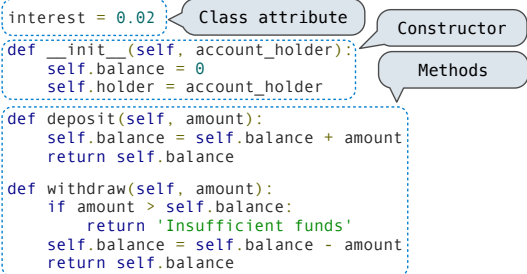 interest = 0.02
Class attribute
Constructor
def __init__(self, account_holder):
    self.balance = 0
    self.holder = account_holder
Methods
def deposit(self, amount):
    self.balance = self.balance + amount
    return self.balance
def withdraw(self, amount):
    if amount > self.balance:
        return 'Insufficient funds'
    self.balance = self.balance - amount
    return self.balance